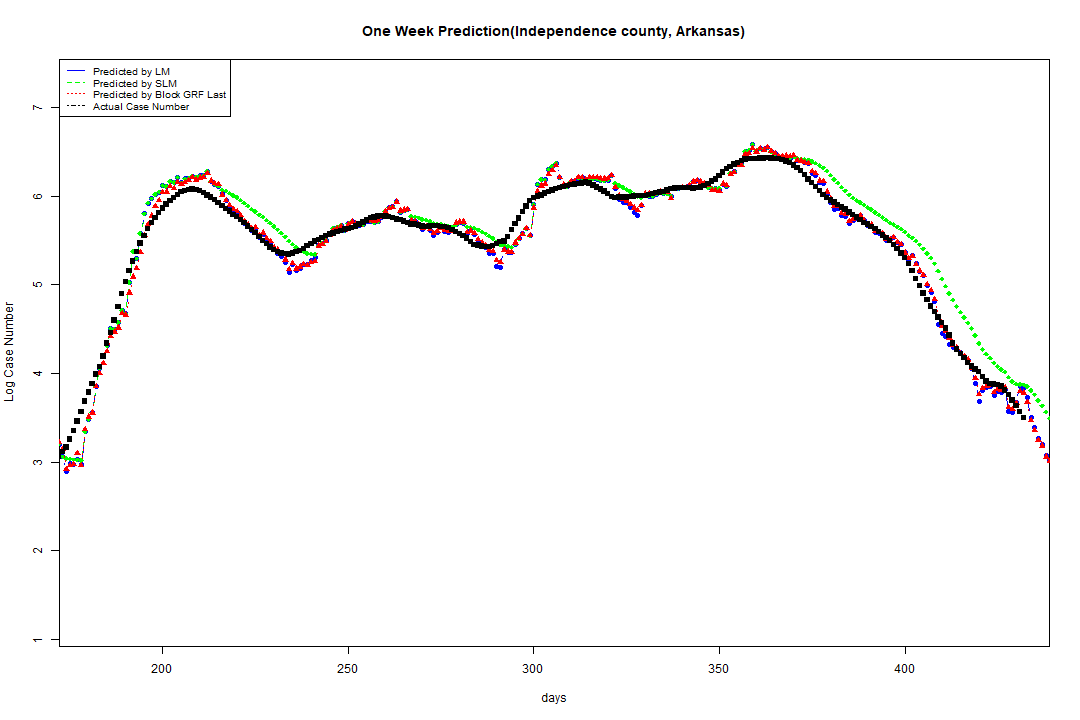 One Week Prediction(Independence county, Arkansas)
Predicted by LM
Predicted by SLM
Predicted by Block GRF Last
Actual Case Number
Log Case Number
7
6
5
4
3
2
1
200 250 300 350 400
days